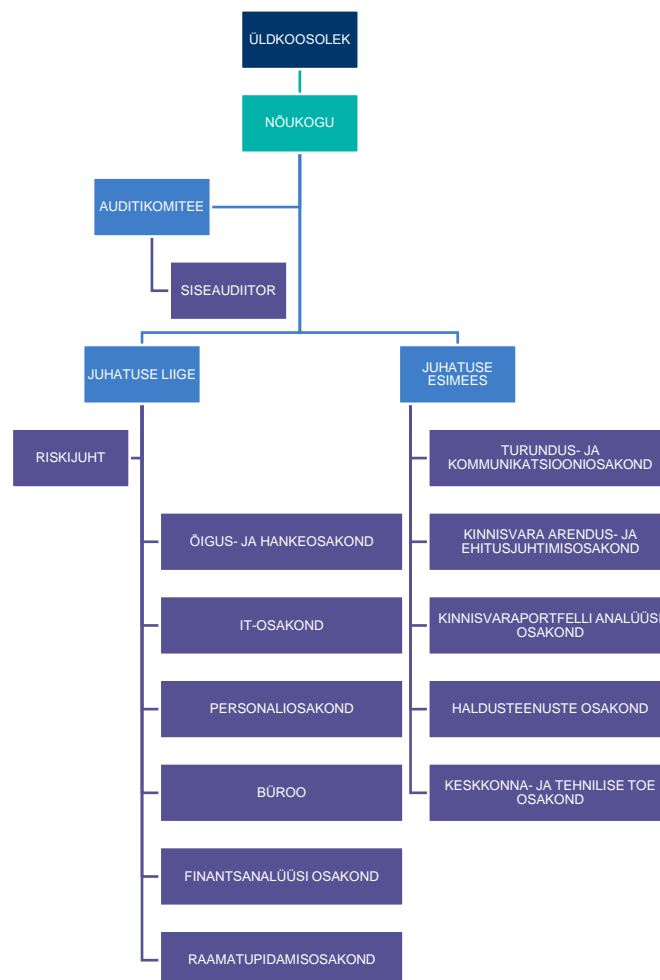 ÜLDKOOSOLEK
NÕUKOGU
AUDITIKOMITEE
SISEAUDIITOR
JUHATUSE LIIGE
JUHATUSE
ESIMEES
RISKIJUHT
ÕIGUS- JA HANKEOSAKOND
IT-OSAKOND
PERSONALIOSAKOND
BÜROO
FINANTSANALÜÜSI OSAKOND
RAAMATUPIDAMISOSAKOND
TURUNDUS- JA
KOMMUNIKATSIOONIOSAKOND
KINNISVARA ARENDUS- JA
EHITUSJUHTIMISOSAKOND
KINNISVARAPORTFELLI ANALÜÜSI
OSAKOND
HALDUSTEENUSTE OSAKOND
KESKKONNA- JA TEHNILISE TOE
OSAKOND